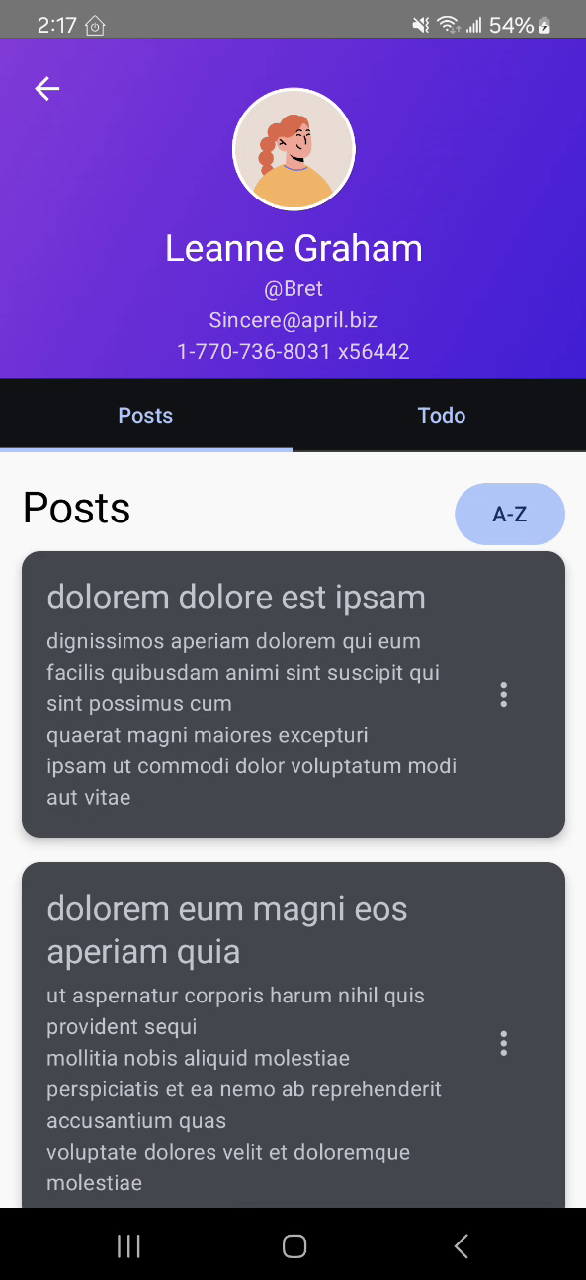 2:17
54%
Leanne Graham
@Bret
Sincere@april.biz
1-770-736-8031 x56442
Posts
Todo
Posts
A-Z
dolorem dolore est ipsam
dignissimos aperiam dolorem qui eum
facilis quibusdam animi sint suscipit qui
sint possimus cum
quaerat magni maiores excepturi
ipsam ut commodi dolor voluptatum modi
aut vitae
dolorem eum magni eos
aperiam quia
ut aspernatur corporis harum nihil quis
provident sequi
mollitia nobis aliquid molestiae
perspiciatis et ea nemo ab reprehenderit
accusantium quas
voluptate dolores velit et doloremque
molestiae